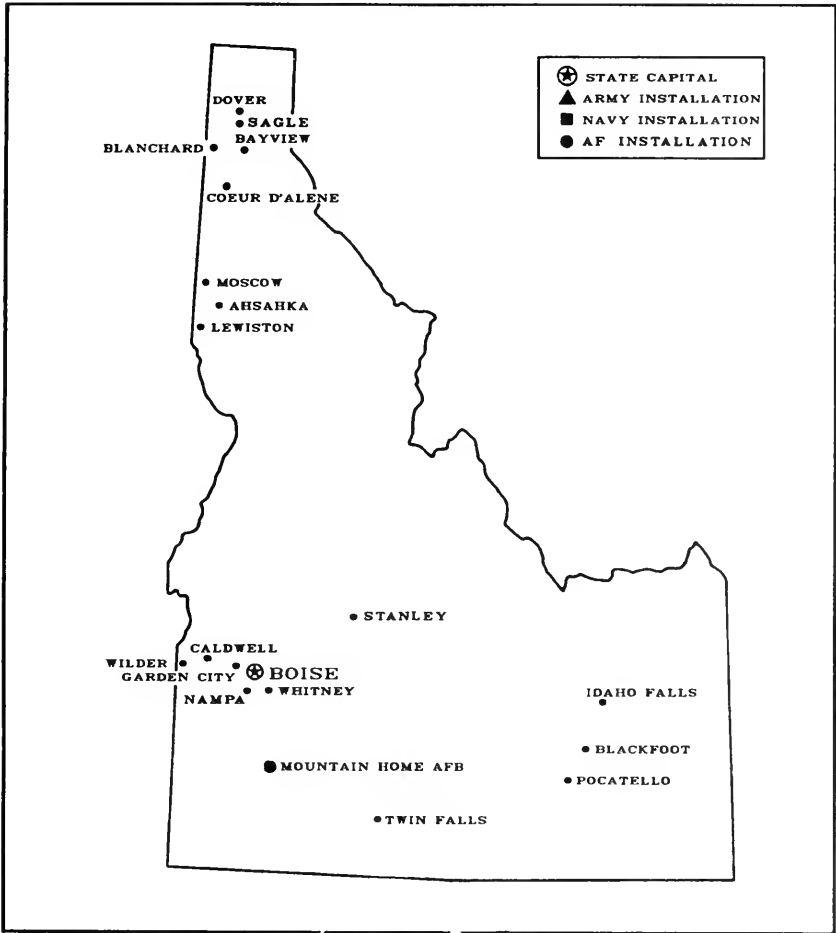 STATE CAPITAL
ARMY INSTALLATION
NAVY INSTALLATION
AF INSTALLATION
DOVER
SAGLE
BAYVIEW
BLANCHARD
COEUR D'ALENE
MOSCOW
AHSAHKA
LEWISTON
STANLEY
CALDWELL
WILDER
GARDEN CITY
BOISE
NAMPA
WHITNEY
IDAHO FALLS
BLACKFOOT
MOUNTAIN HOME AFB
POCATELLO
TWIN FALLS